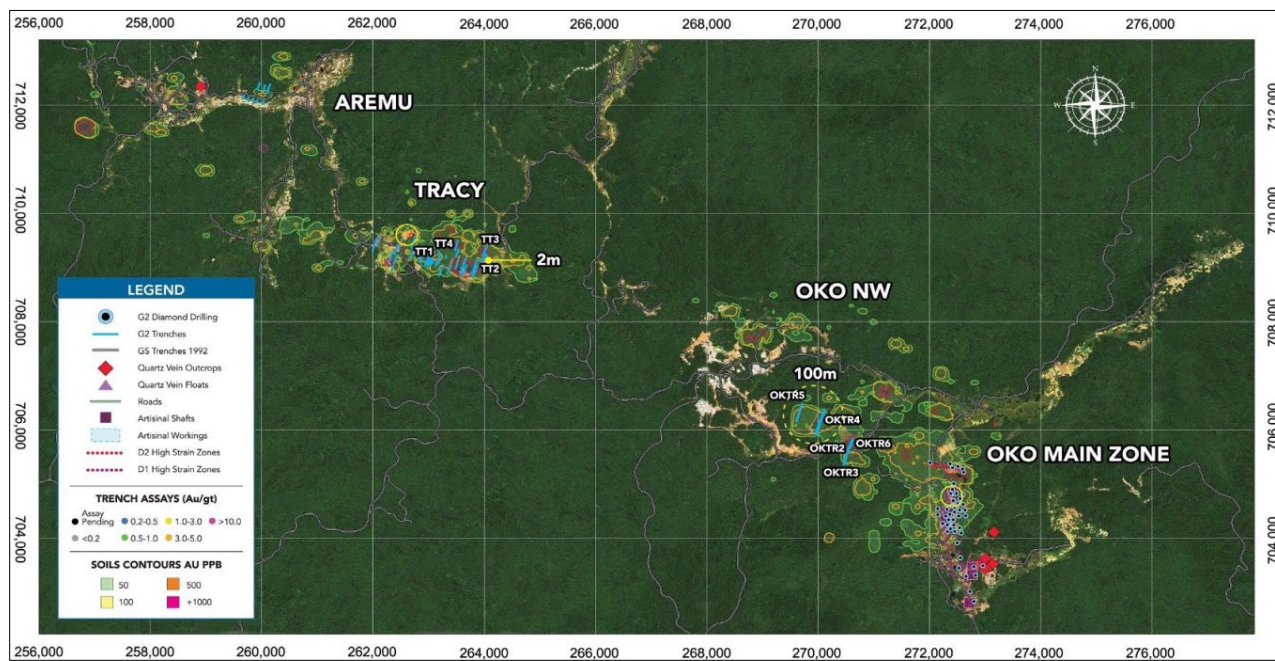 256,000 258,000 260,000 262,000 264,000 266,000 268,000 270,000 272,000 274,000 276,000
712,000
710,000
708,000
706,000
704,000
712,000
710,000
708,000
706,000
704,000
N
W E
S
AREMU
TRACY
TT4 TT3
TT1
2m
TT2
OKO NW
100m
OKTR5
OKTR4
OKTR2 OKTR6
OKTR3
OKO MAIN ZONE
LEGEND
G2 Diamond Drilling
G2 Trenches
GS Trenches 1992
Quartz Vein Outcrops
Quartz Vein Floats
Roads
Artisinal Shafts
Artisinal Workings
D2 High Strain Zones
D1 High Strain Zones
TRENCH ASSAYS (Au/gt)
Assay
Pending 0.2-0.5 1.0-3.0 >10.0
<0.2 0.5-1.0 3.0-5.0
SOILS CONTOURS AU PPB
50 500
100 +1000
256,000 258,000 260,000 262,000 264,000 266,000 268,000 270,000 272,000 274,000 276,000